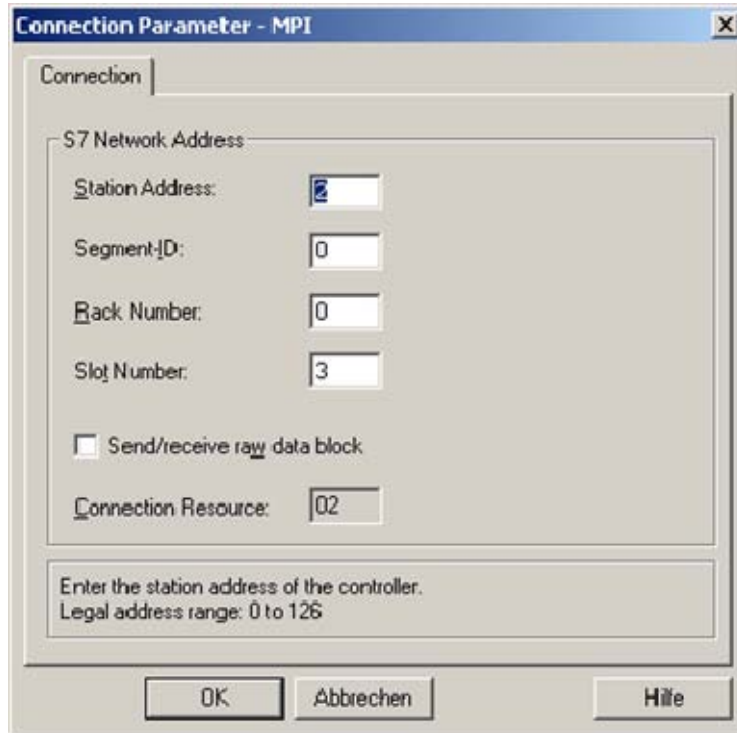 Connection Parameter - MPI
Connection
S7 Network Address
Station Address: 2
Segment-ID: 0
Rack Number: 0
Slot Number: 3
Send/receive raw data block
Connection Resource: 02
Enter the station address of the controller.
Legal address range: 0 to 126
OK Abbrechen Hilfe